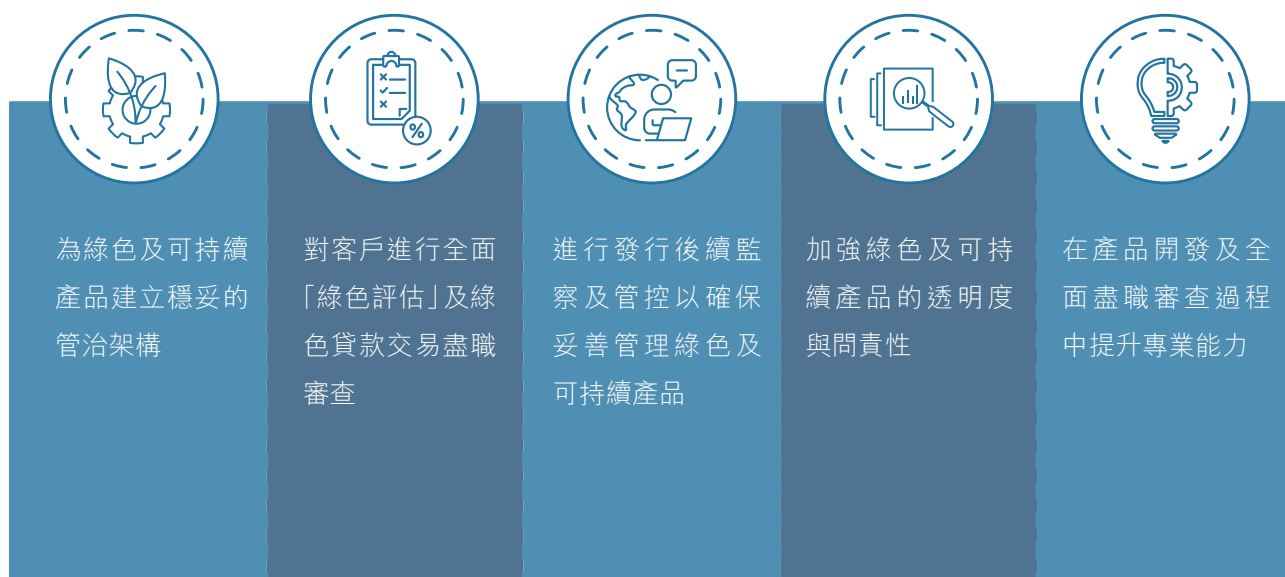 為綠色及可持續
產品建立穩妥的
管治架構
對客戶進行全面
「綠色評估」及綠
色貸款交易盡職
審查
進行發行後續監
察及管控以確保
妥善管理綠色及
可持續產品
加強綠色及可持
續產品的透明度
與問責性
在產品開發及全
面盡職審查過程
中提升專業能力